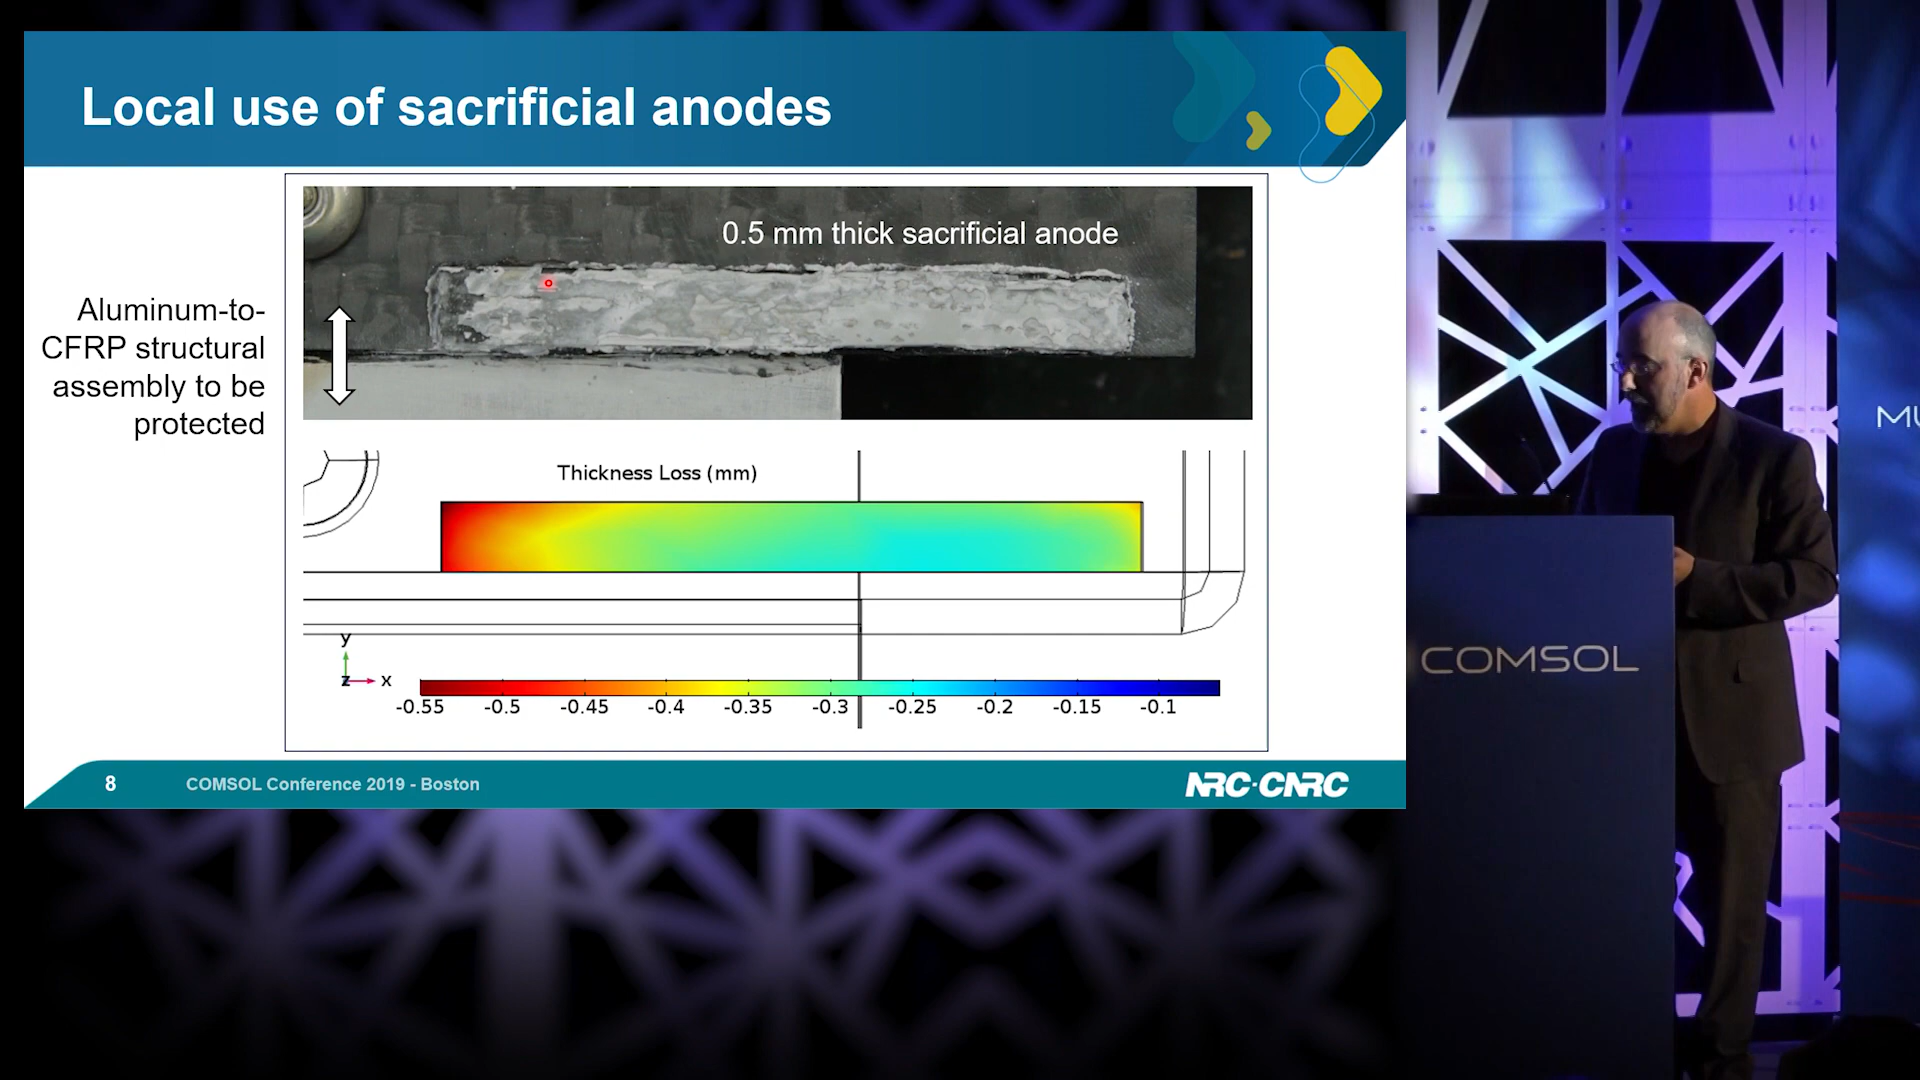 Local use of sacrificial anodes
0.5 mm thick sacrificial anode
Aluminum-to-
CFRP structural
assembly to be
protected
Thickness Loss (mm)
y
z x
-0.55 -0.5 -0.45 -0.4 -0.35 -0.3 -0.25 -0.2 -0.15 -0.1
8 COMSOL Conference 2019 - Boston
NRC·CNRC
COMSOL
MU